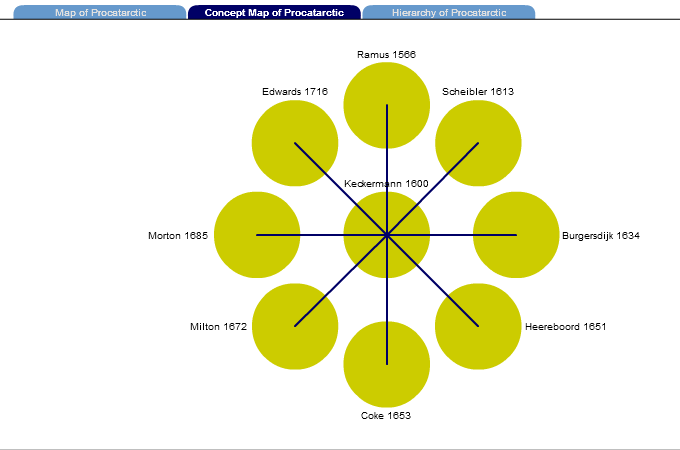 Map of Procatarctic
Concept Map of Procatarctic
Hierarchy of Procatarctic
Ramus 1566
Edwards 1716
Scheibler 1613
Keckermann 1600
Morton 1685
Burgersdijk 1634
Milton 1672
Heereboord 1651
Coke 1653